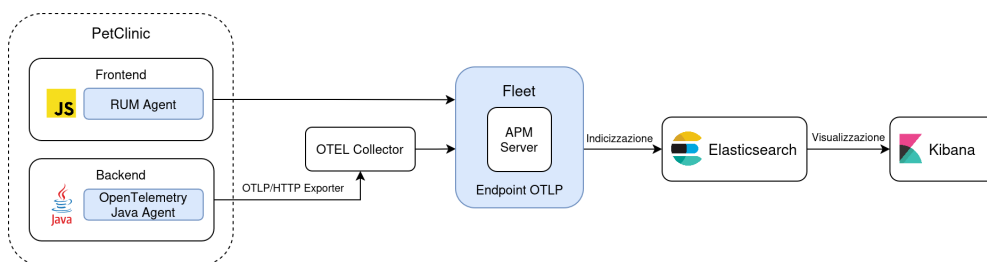 PetClinic
Frontend
JS
RUM Agent
Backend
Java
OpenTelemetry
Java Agent
OTLP/HTTP Exporter
OTEL Collector
Fleet
APM
Server
Endpoint OTLP
Indicizzazione
Elasticsearch
Visualizzazione
Kibana